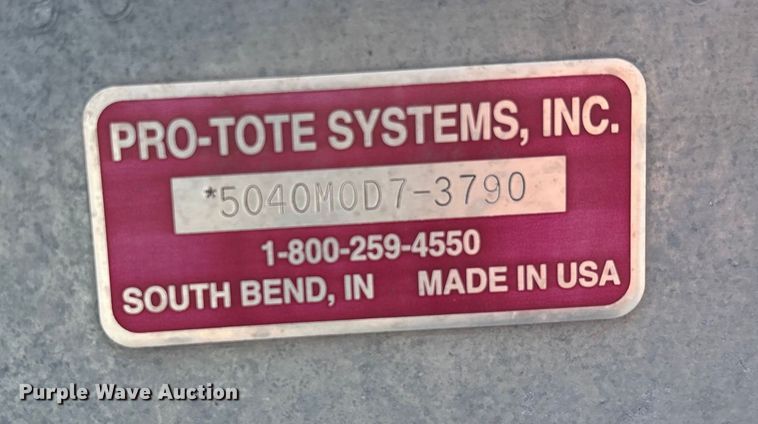 PRO-TOTE SYSTEMS, INC.
*5040MOD7-3790
1-800-259-4550
SOUTH BEND, IN MADE IN USA
Purple Wave Auction